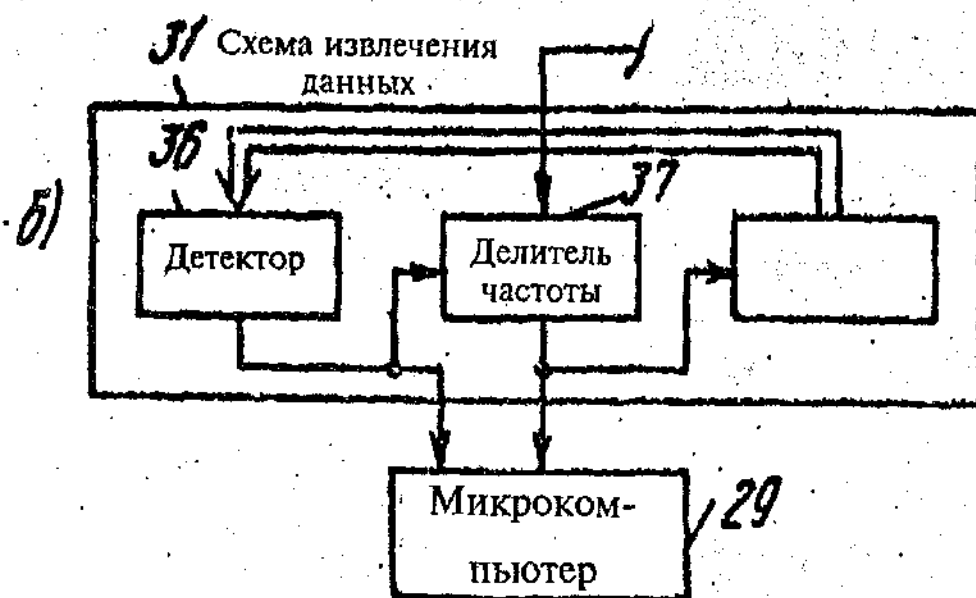 31 Схема извлечения
данных
36
37
б)
Детектор
Делитель
частоты
Микроком-
пьютер
29